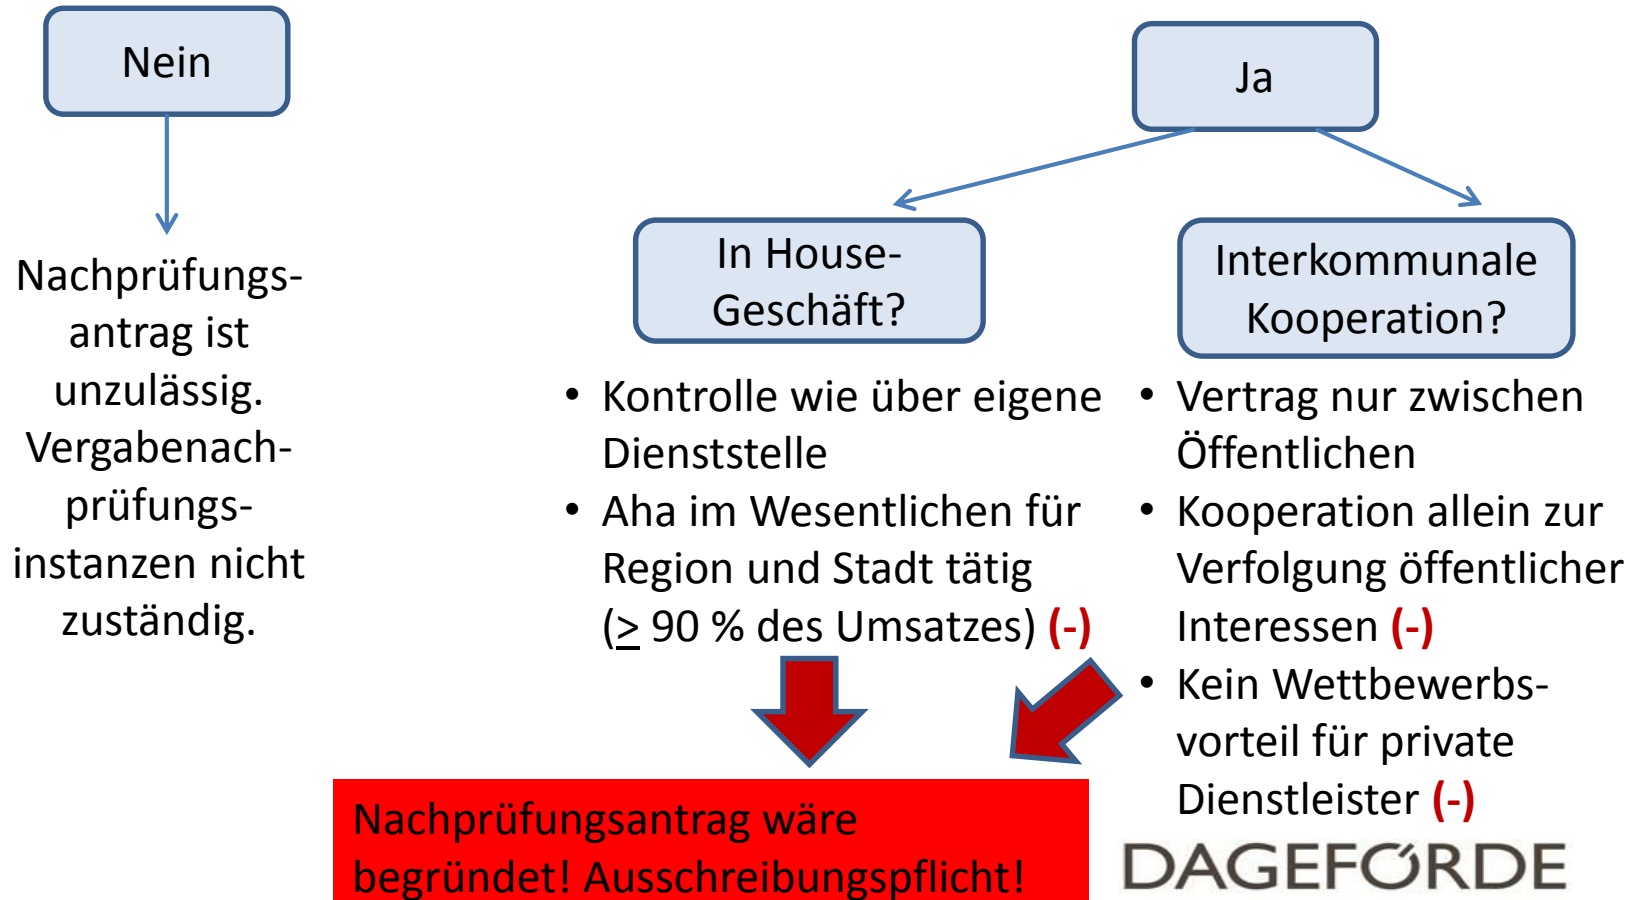 Nein
Nachprüfungs-
antrag ist
unzulässig.
Vergabenach-
prüfungs-
instanzen nicht
zuständig.
Ja
In House-
Geschäft?
• Kontrolle wie über eigene
Dienststelle
• Aha im Wesentlichen für
Region und Stadt tätig
(≥ 90 % des Umsatzes) (-)
Interkommunale
Kooperation?
• Vertrag nur zwischen
Öffentlichen
• Kooperation allein zur
Verfolgung öffentlicher
Interessen (-)
• Kein Wettbewerbs-
vorteil für private
Dienstleister (-)
Nachprüfungsantrag wäre
begründet! Ausschreibungspflicht!
DAGEFÖRDE